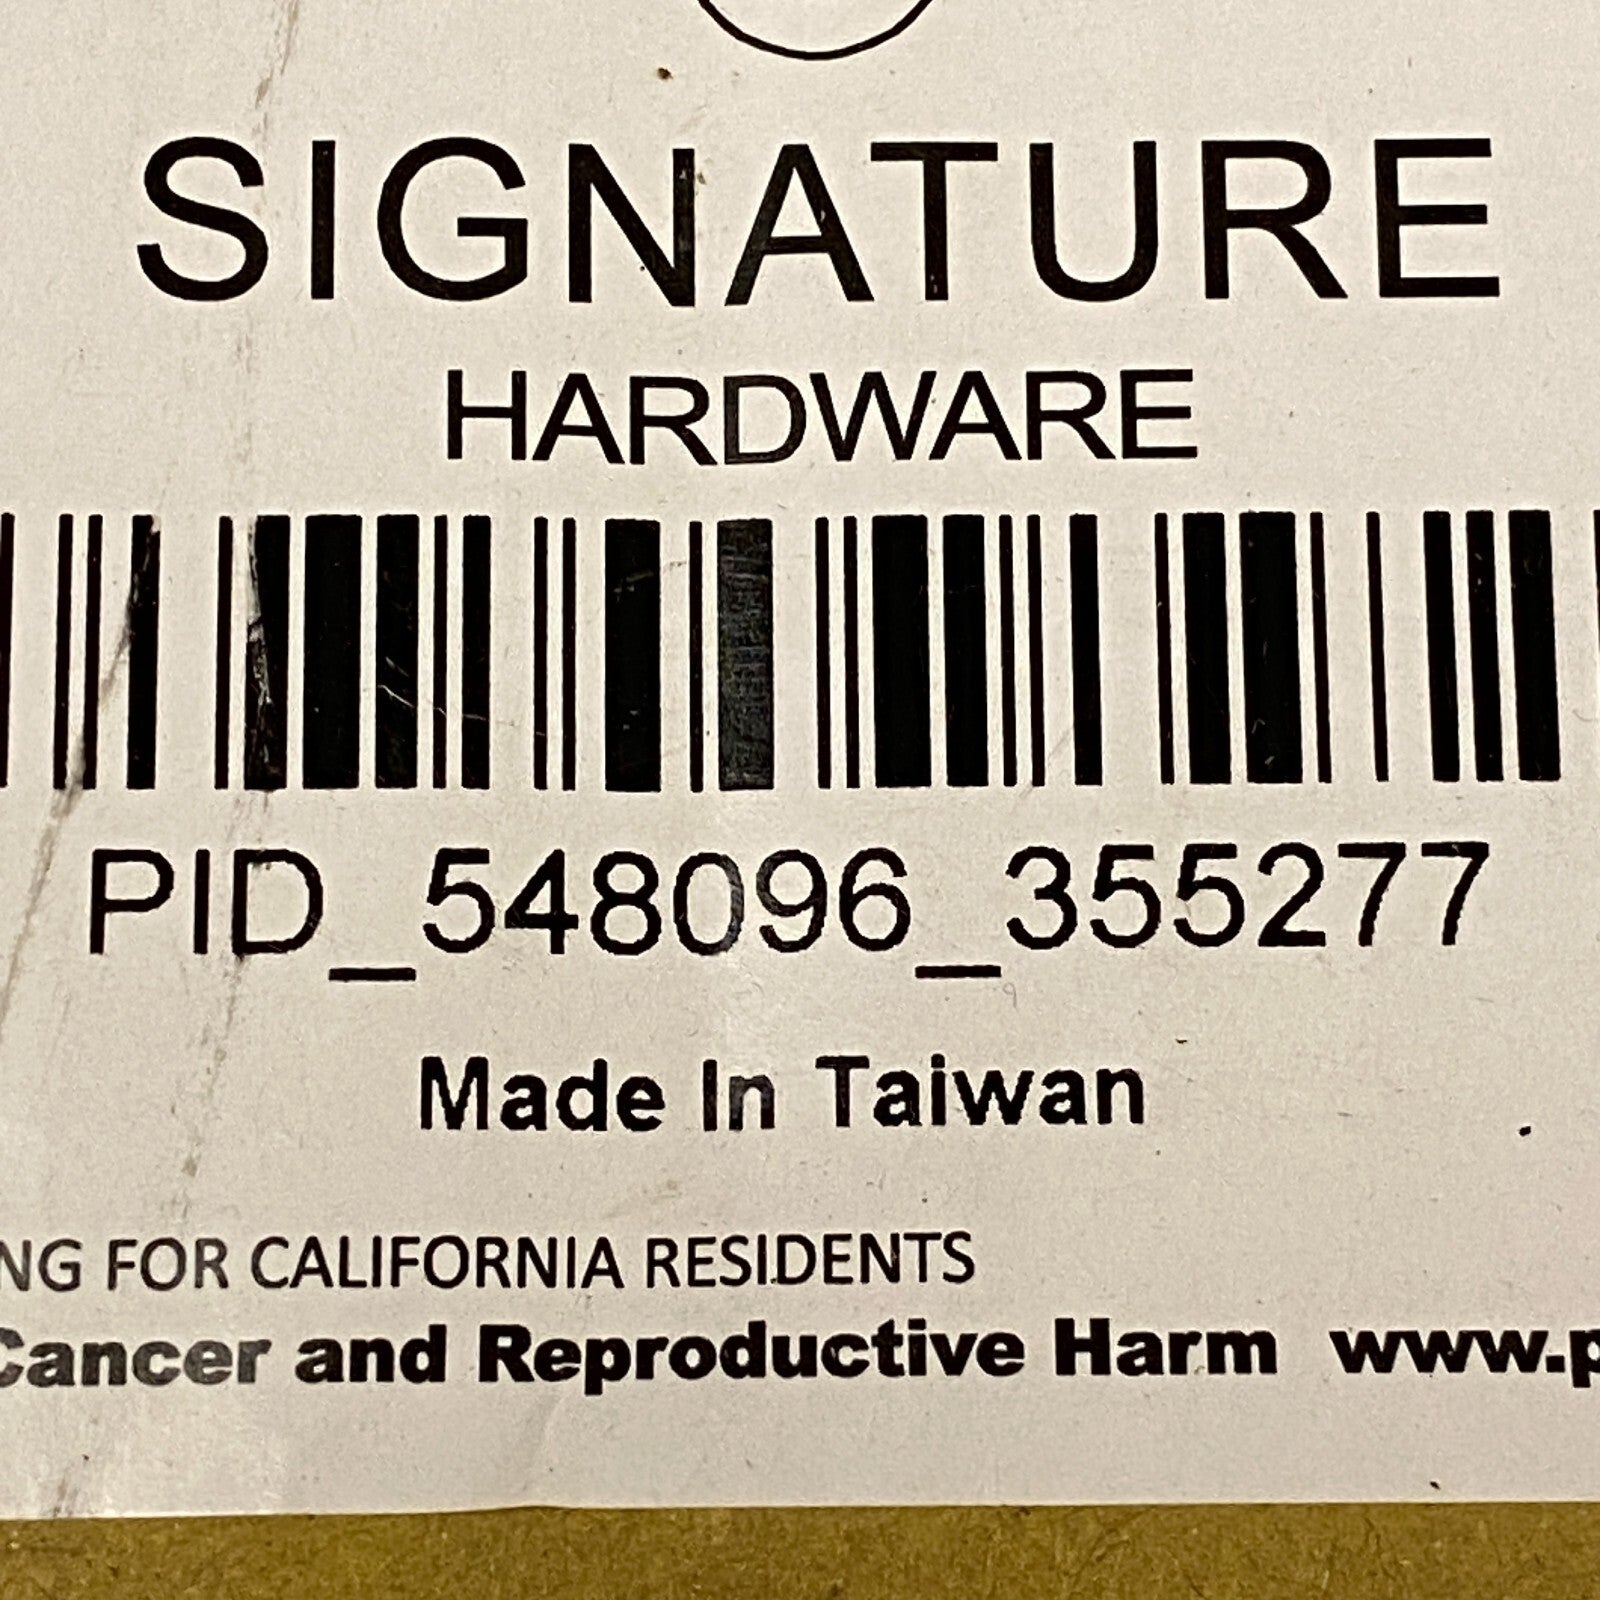 SIGNATURE
HARDWARE
PID_548096_355277
Made In Taiwan
NG FOR CALIFORNIA RESIDENTS
Cancer and Reproductive Harm www.p